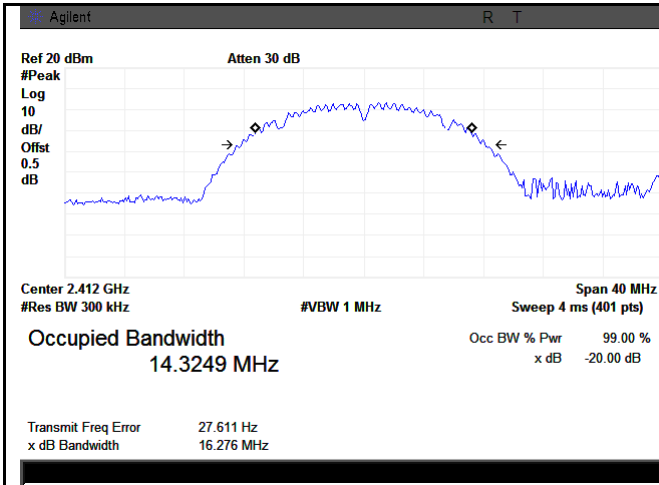 Agilent R T
Ref 20 dBm Atten 30 dB
#Peak
Log
10
dB/
Offst
0.5
dB
Center 2.412 GHz Span 40 MHz
#Res BW 300 kHz #VBW 1 MHz Sweep 4 ms (401 pts)
Occupied Bandwidth Occ BW % Pwr 99.00 %
14.3249 MHz x dB -20.00 dB
Transmit Freq Error 27.611 Hz
x dB Bandwidth 16.276 MHz